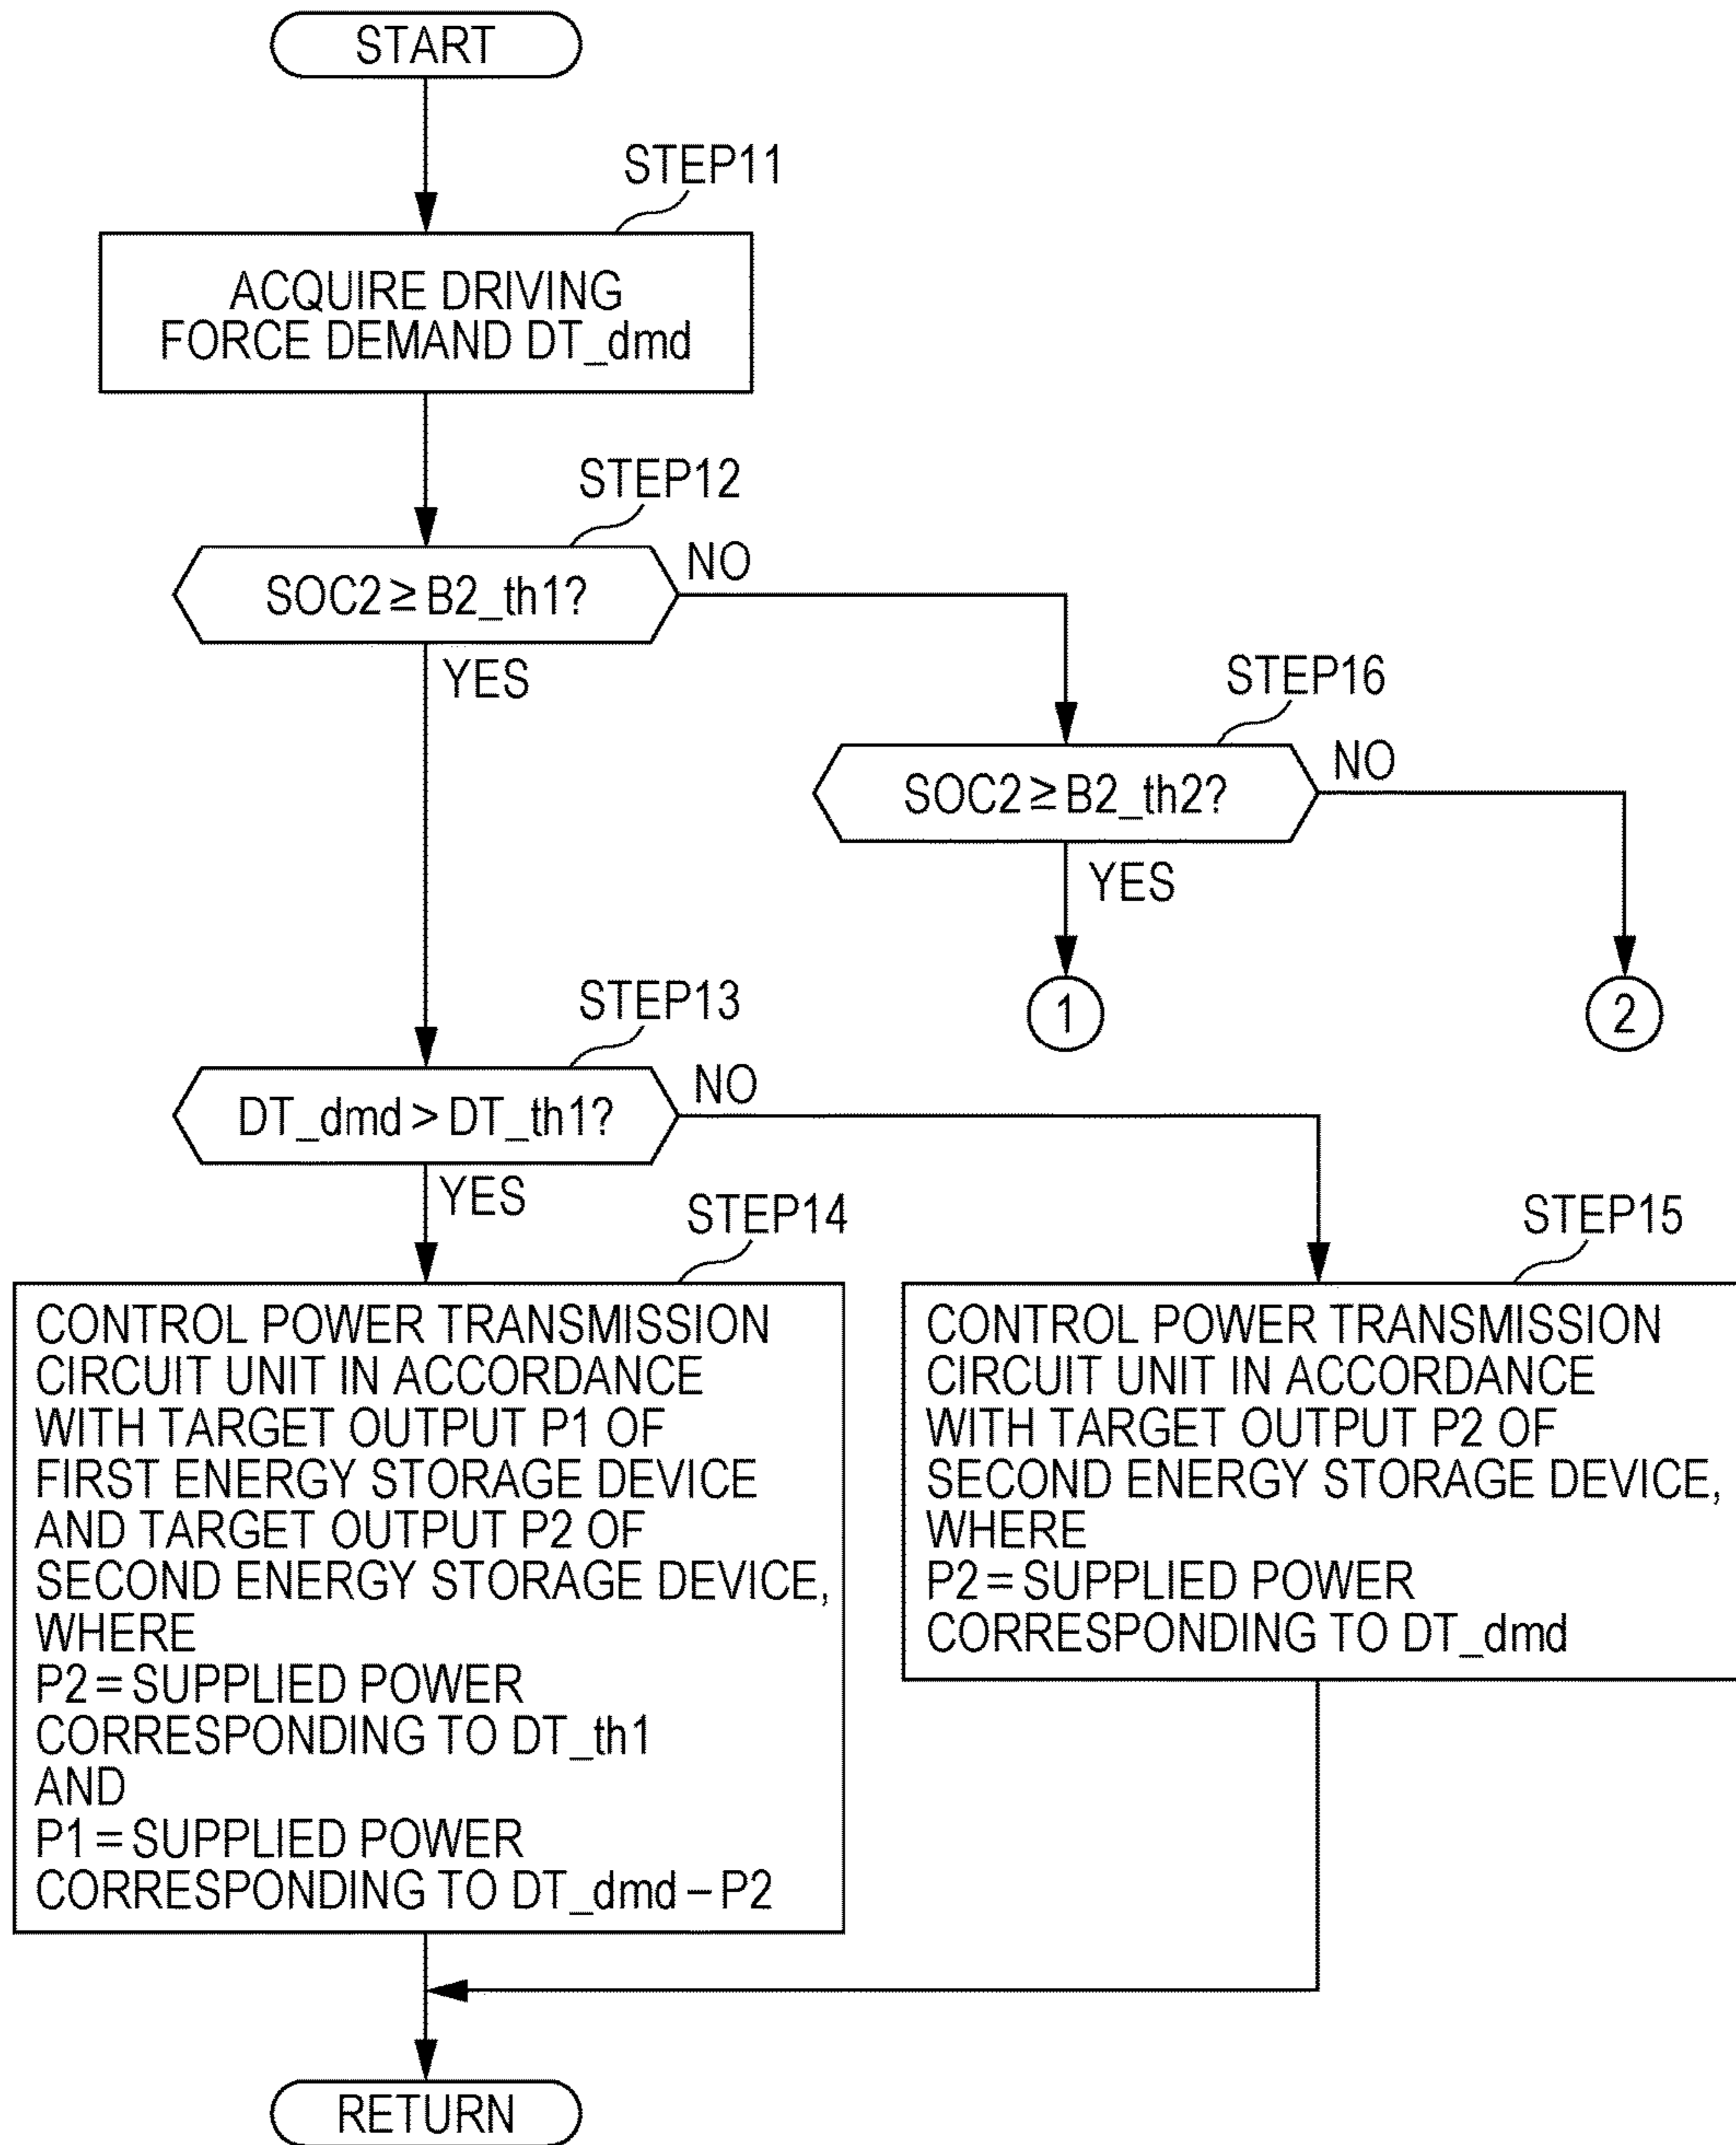 START
STEP11
ACQUIRE DRIVING
FORCE DEMAND DT_dmd
STEP12
SOC2 ≥ B2_th1?
NO
YES
STEP16
SOC2 ≥ B2_th2?
NO
YES
1
2
STEP13
DT_dmd > DT_th1?
NO
YES
STEP14
CONTROL POWER TRANSMISSION
CIRCUIT UNIT IN ACCORDANCE
WITH TARGET OUTPUT P1 OF
FIRST ENERGY STORAGE DEVICE
AND TARGET OUTPUT P2 OF
SECOND ENERGY STORAGE DEVICE,
WHERE
P2 = SUPPLIED POWER
CORRESPONDING TO DT_th1
AND
P1 = SUPPLIED POWER
CORRESPONDING TO DT_dmd – P2
STEP15
CONTROL POWER TRANSMISSION
CIRCUIT UNIT IN ACCORDANCE
WITH TARGET OUTPUT P2 OF
SECOND ENERGY STORAGE DEVICE,
WHERE
P2 = SUPPLIED POWER
CORRESPONDING TO DT_dmd
RETURN